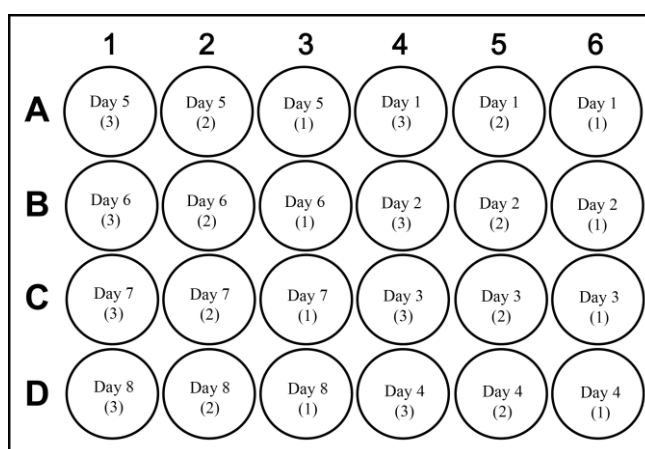 1 2 3 4 5 6
A Day 5 Day 5 Day 5 Day 1 Day 1 Day 1
(3) (2) (1) (3) (2) (1)
B Day 6 Day 6 Day 6 Day 2 Day 2 Day 2
(3) (2) (1) (3) (2) (1)
C Day 7 Day 7 Day 7 Day 3 Day 3 Day 3
(3) (2) (1) (3) (2) (1)
D Day 8 Day 8 Day 8 Day 4 Day 4 Day 4
(3) (2) (1) (3) (2) (1)